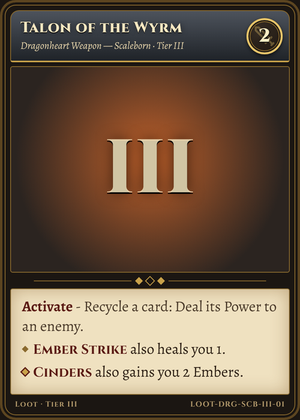 Talon of the Wyrm
Dragonheart Weapon — Scaleborn · Tier III
2
III
Activate - Recycle a card: Deal its Power to
an enemy.
Ember Strike also heals you 1.
Cinders also gains you 2 Embers.
Loot · Tier III
LOOT-DRG-SCB-III-01